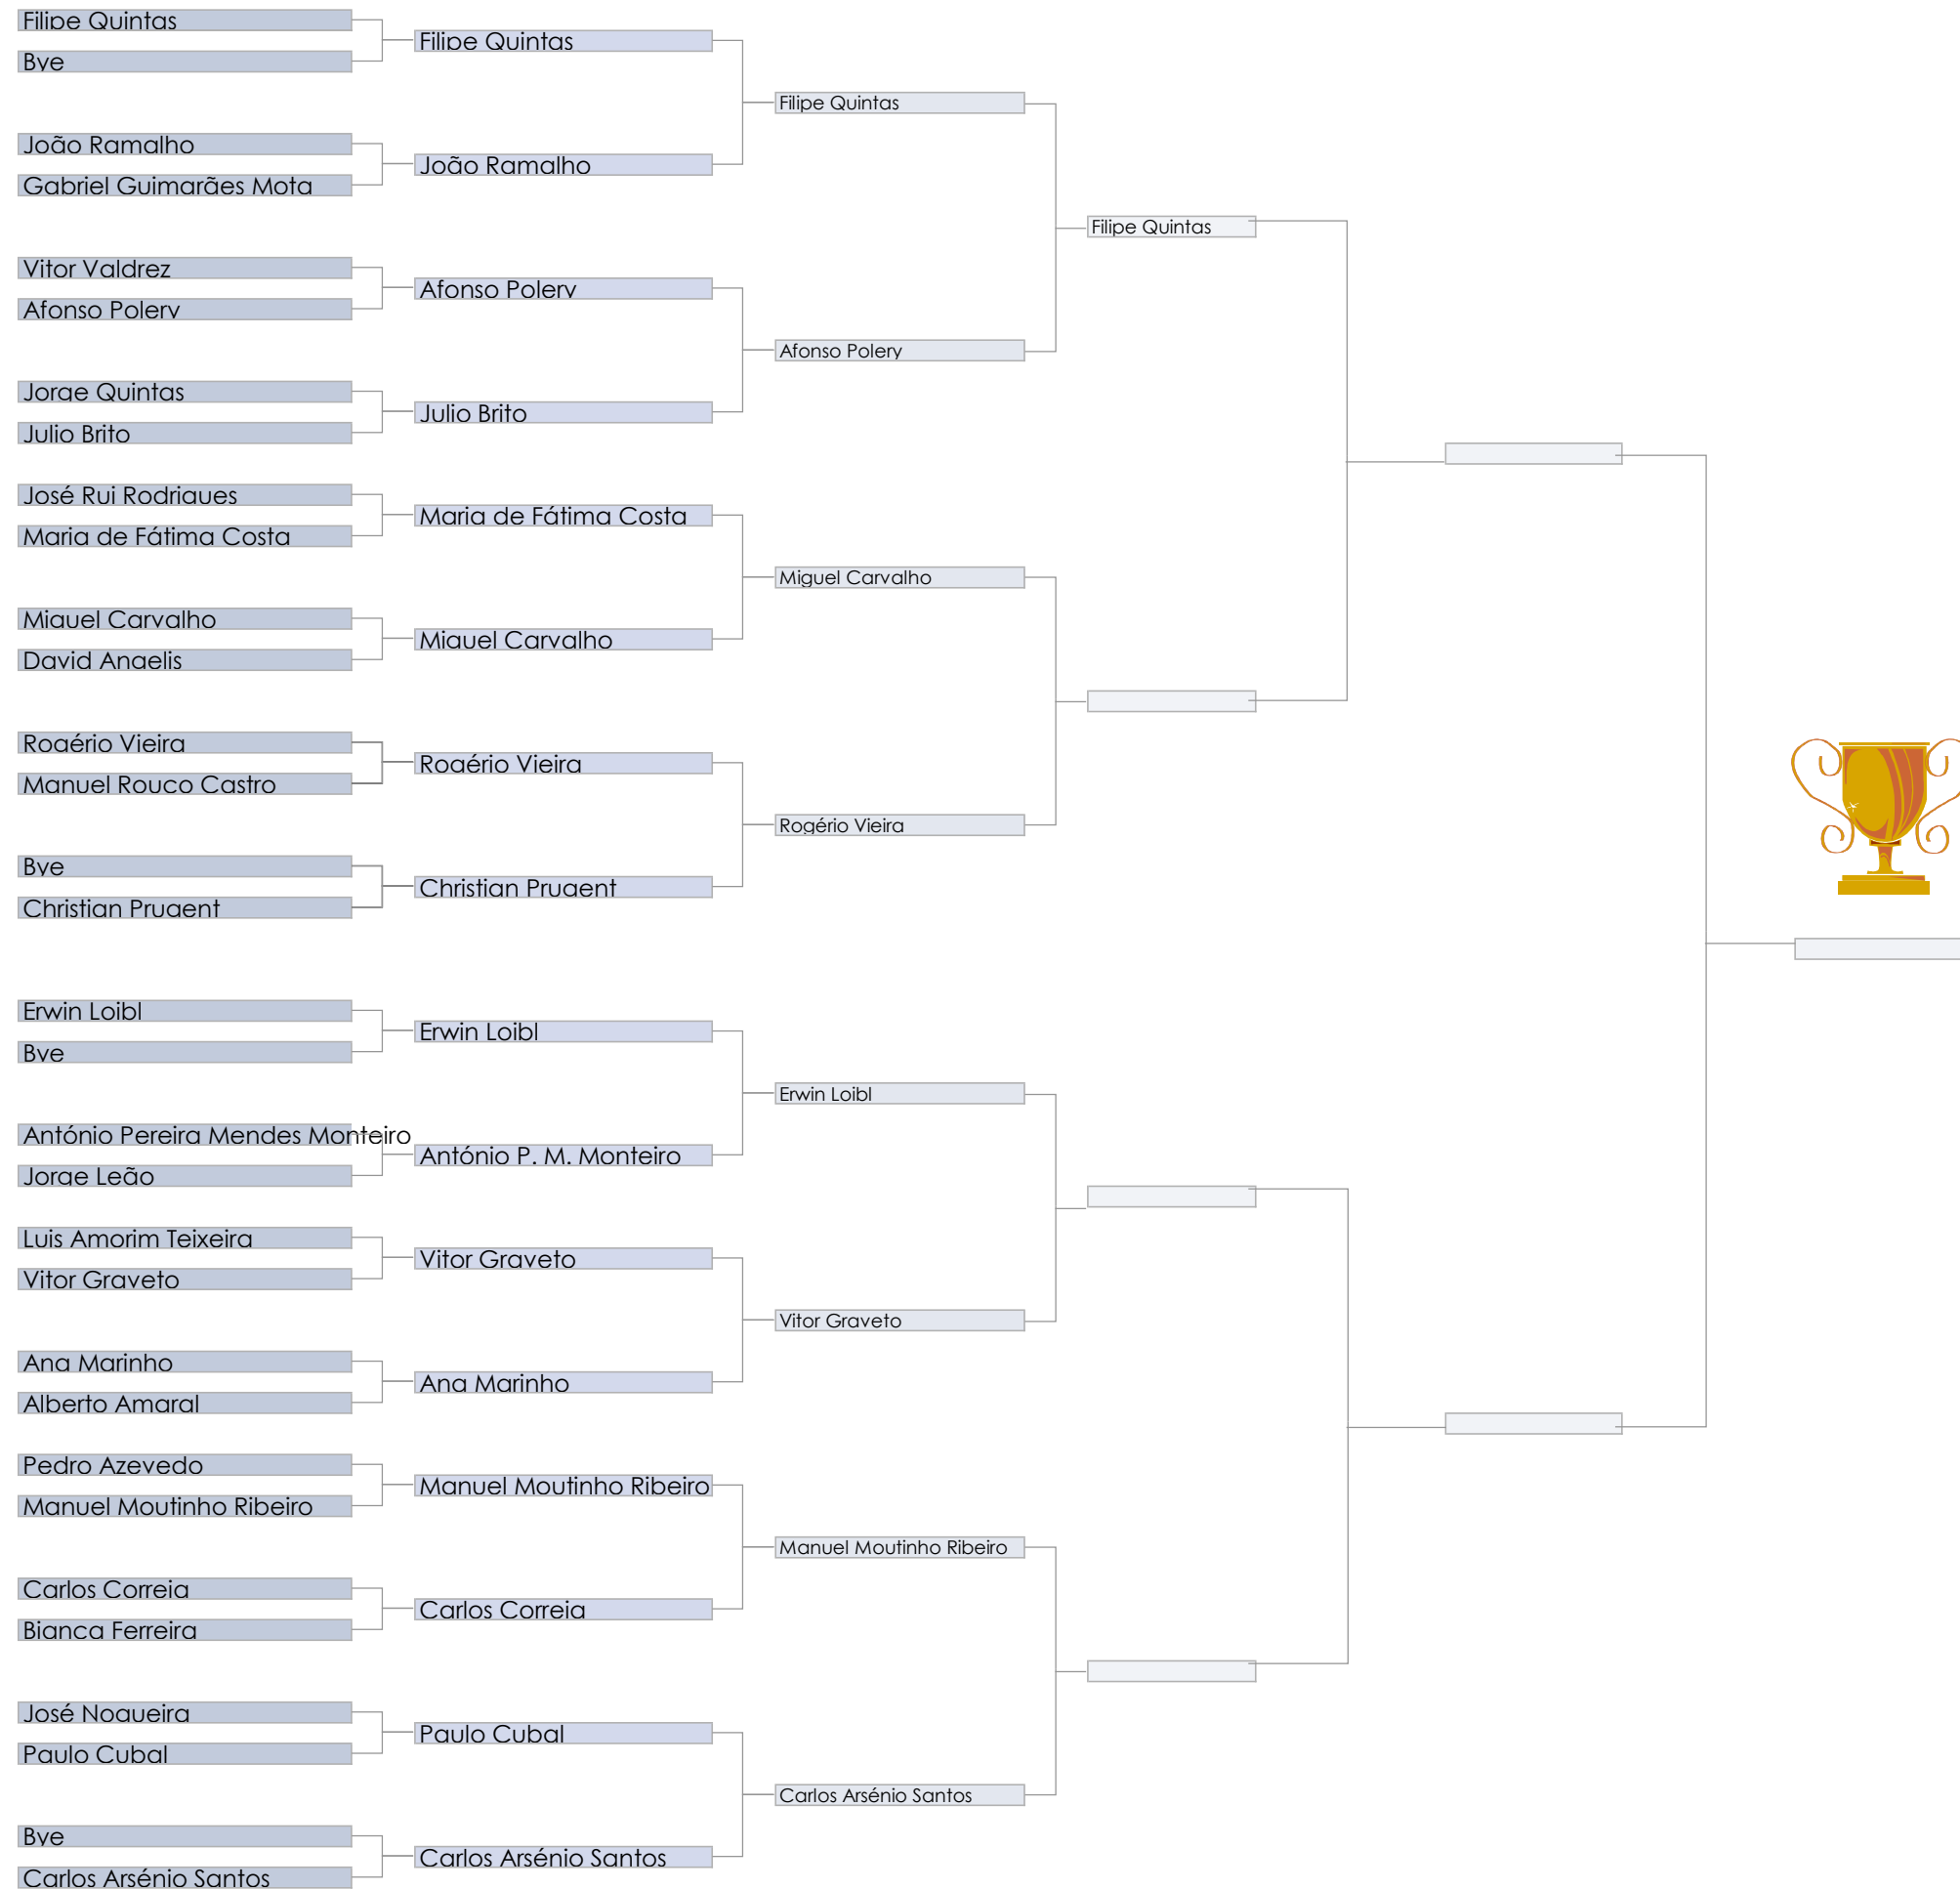 Filipe Quintas
Bye
João Ramalho
Gabriel Guimarães Mota
Vitor Valdrez
Afonso Polery
Jorge Quintas
Julio Brito
José Rui Rodrigues
Maria de Fátima Costa
Miguel Carvalho
David Angelis
Rogério Vieira
Manuel Rouco Castro
Bye
Christian Prugent
Erwin Loibl
Bye
António Pereira Mendes Monteiro
Jorge Leão
Luis Amorim Teixeira
Vitor Graveto
Ana Marinho
Alberto Amaral
Pedro Azevedo
Manuel Moutinho Ribeiro
Carlos Correia
Bianca Ferreira
José Nogueira
Paulo Cubal
Bye
Carlos Arsénio Santos
Filipe Quintas
João Ramalho
Afonso Polery
Julio Brito
Maria de Fátima Costa
Miguel Carvalho
Rogério Vieira
Christian Prugent
Erwin Loibl
António P. M. Monteiro
Vitor Graveto
Ana Marinho
Manuel Moutinho Ribeiro
Carlos Correia
Paulo Cubal
Carlos Arsénio Santos
Filipe Quintas
Afonso Polery
Miguel Carvalho
Rogério Vieira
Erwin Loibl
Vitor Graveto
Manuel Moutinho Ribeiro
Carlos Arsénio Santos
Filipe Quintas